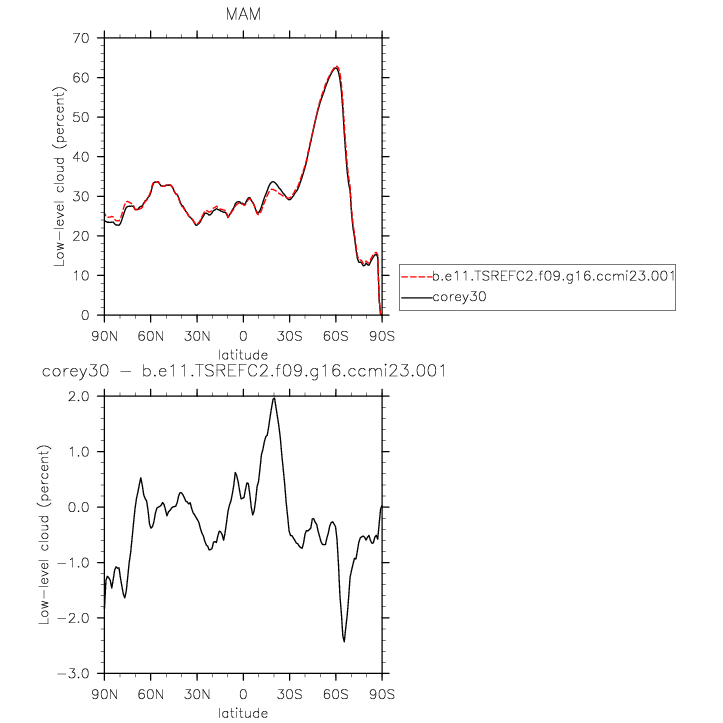 MAM
Low-level cloud (percent)
70
60
50
40
30
20
10
0
90N 60N 30N 0 30S 60S 90S
latitude
b.e11.TSREFC2.f09.g16.ccmi23.001
corey30
corey30 - b.e11.TSREFC2.f09.g16.ccmi23.001
Low-level cloud (percent)
2.0
1.0
0.0
-1.0
-2.0
-3.0
90N 60N 30N 0 30S 60S 90S
latitude